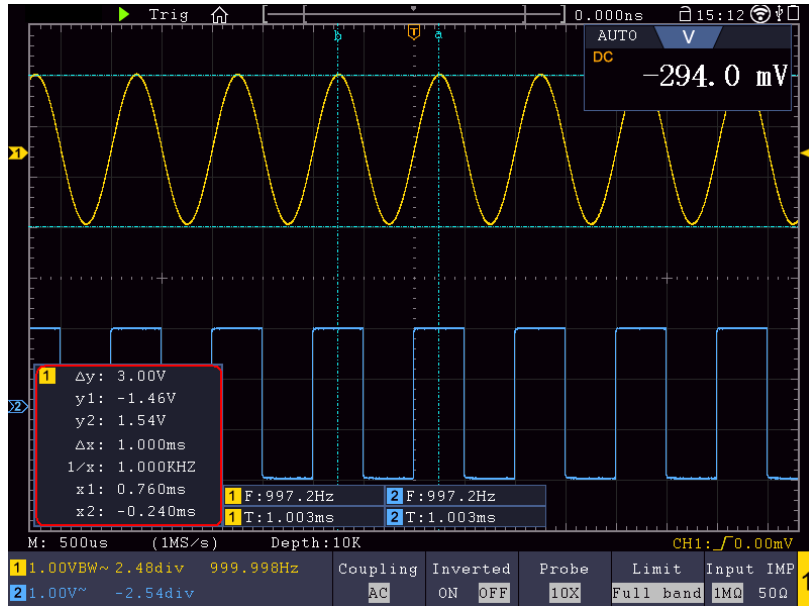 Trig 0.000ns 15:12
T
b a
AUTO V
DC
-294.0 mV
1
2
1 Δy: 3.00V
y1: -1.46V
y2: 1.54V
Δx: 1.000ms
1/x: 1.000KHZ
x1: 0.760ms
x2: -0.240ms
1 F:997.2Hz 2 F:997.2Hz
1 T:1.003ms 2 T:1.003ms
M: 500us (1MS/s) Depth:10K CH1: 0.00mV
1 1.00VBW~ 2.48div 999.998Hz Coupling Inverted Probe Limit Input IMP 1
2 1.00V~ -2.54div AC ON OFF 10X Full band 1MΩ 50Ω